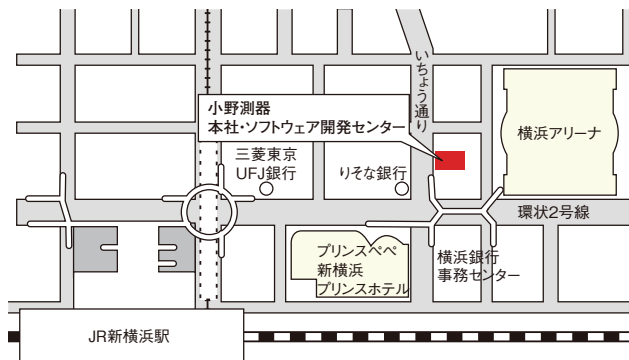 いちょう通り
小野測器
本社・ソフトウェア開発センター
横浜アリーナ
三菱東京
UFJ銀行
りそな銀行
環状2号線
プリンスペペ
新横浜
プリンスホテル
横浜銀行
事務センター
JR新横浜駅